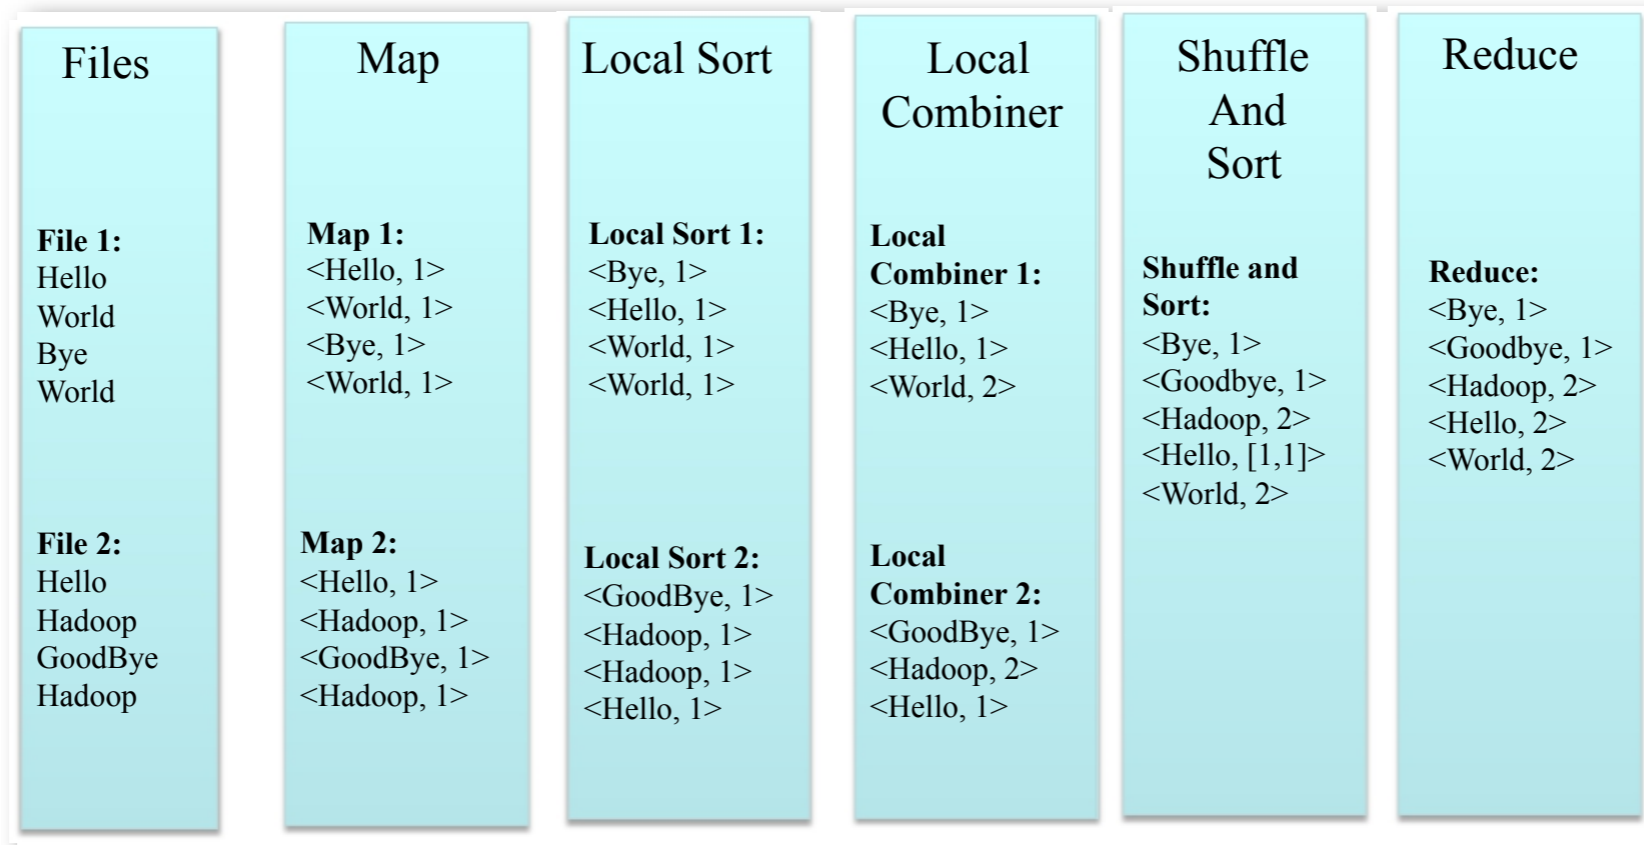 Files
File 1:
Hello
World
Bye
World
File 2:
Hello
Hadoop
GoodBye
Hadoop
Map
Map 1:
<Hello, 1>
<World, 1>
<Bye, 1>
<World, 1>
Map 2:
<Hello, 1>
<Hadoop, 1>
<GoodBye, 1>
<Hadoop, 1>
Local Sort
Local Sort 1:
<Bye, 1>
<Hello, 1>
<World, 1>
<World, 1>
Local Sort 2:
<GoodBye, 1>
<Hadoop, 1>
<Hadoop, 1>
<Hello, 1>
Local
Combiner
Local
Combiner 1:
<Bye, 1>
<Hello, 1>
<World, 2>
Local
Combiner 2:
<GoodBye, 1>
<Hadoop, 2>
<Hello, 1>
Shuffle
And
Sort
Shuffle and
Sort:
<Bye, 1>
<Goodbye, 1>
<Hadoop, 2>
<Hello, [1,1]>
<World, 2>
Reduce
Reduce:
<Bye, 1>
<Goodbye, 1>
<Hadoop, 2>
<Hello, 2>
<World, 2>